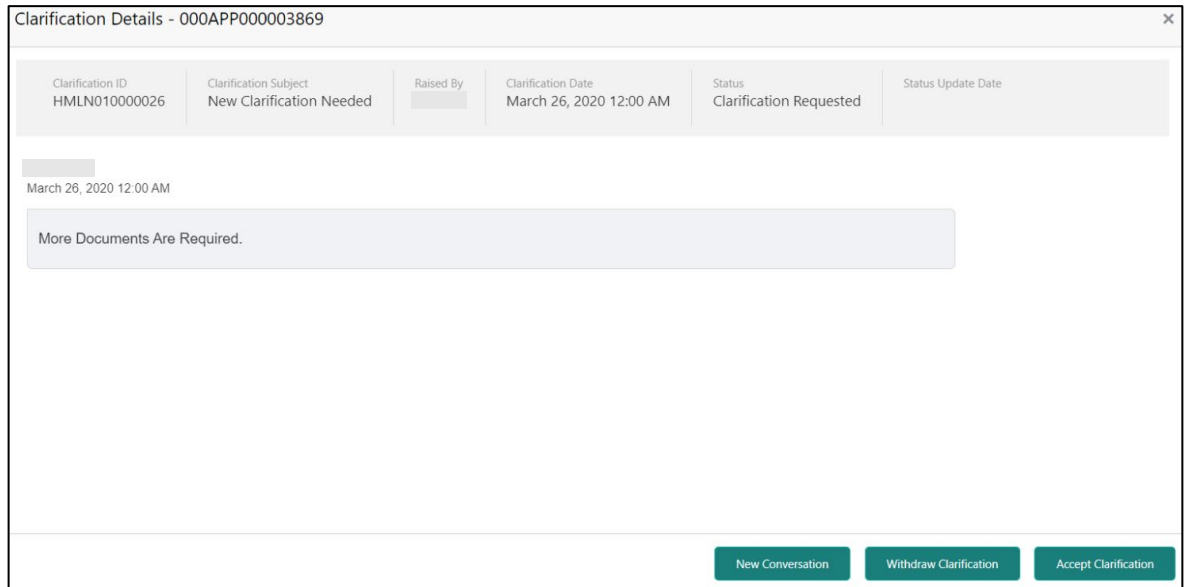 Clarification Details - 000APP000003869
Clarification ID
HMLN010000026
Clarification Subject
New Clarification Needed
Raised By
Clarification Date
March 26, 2020 12:00 AM
Status
Clarification Requested
Status Update Date
March 26, 2020 12:00 AM
More Documents Are Required.
New Conversation
Withdraw Clarification
Accept Clarification